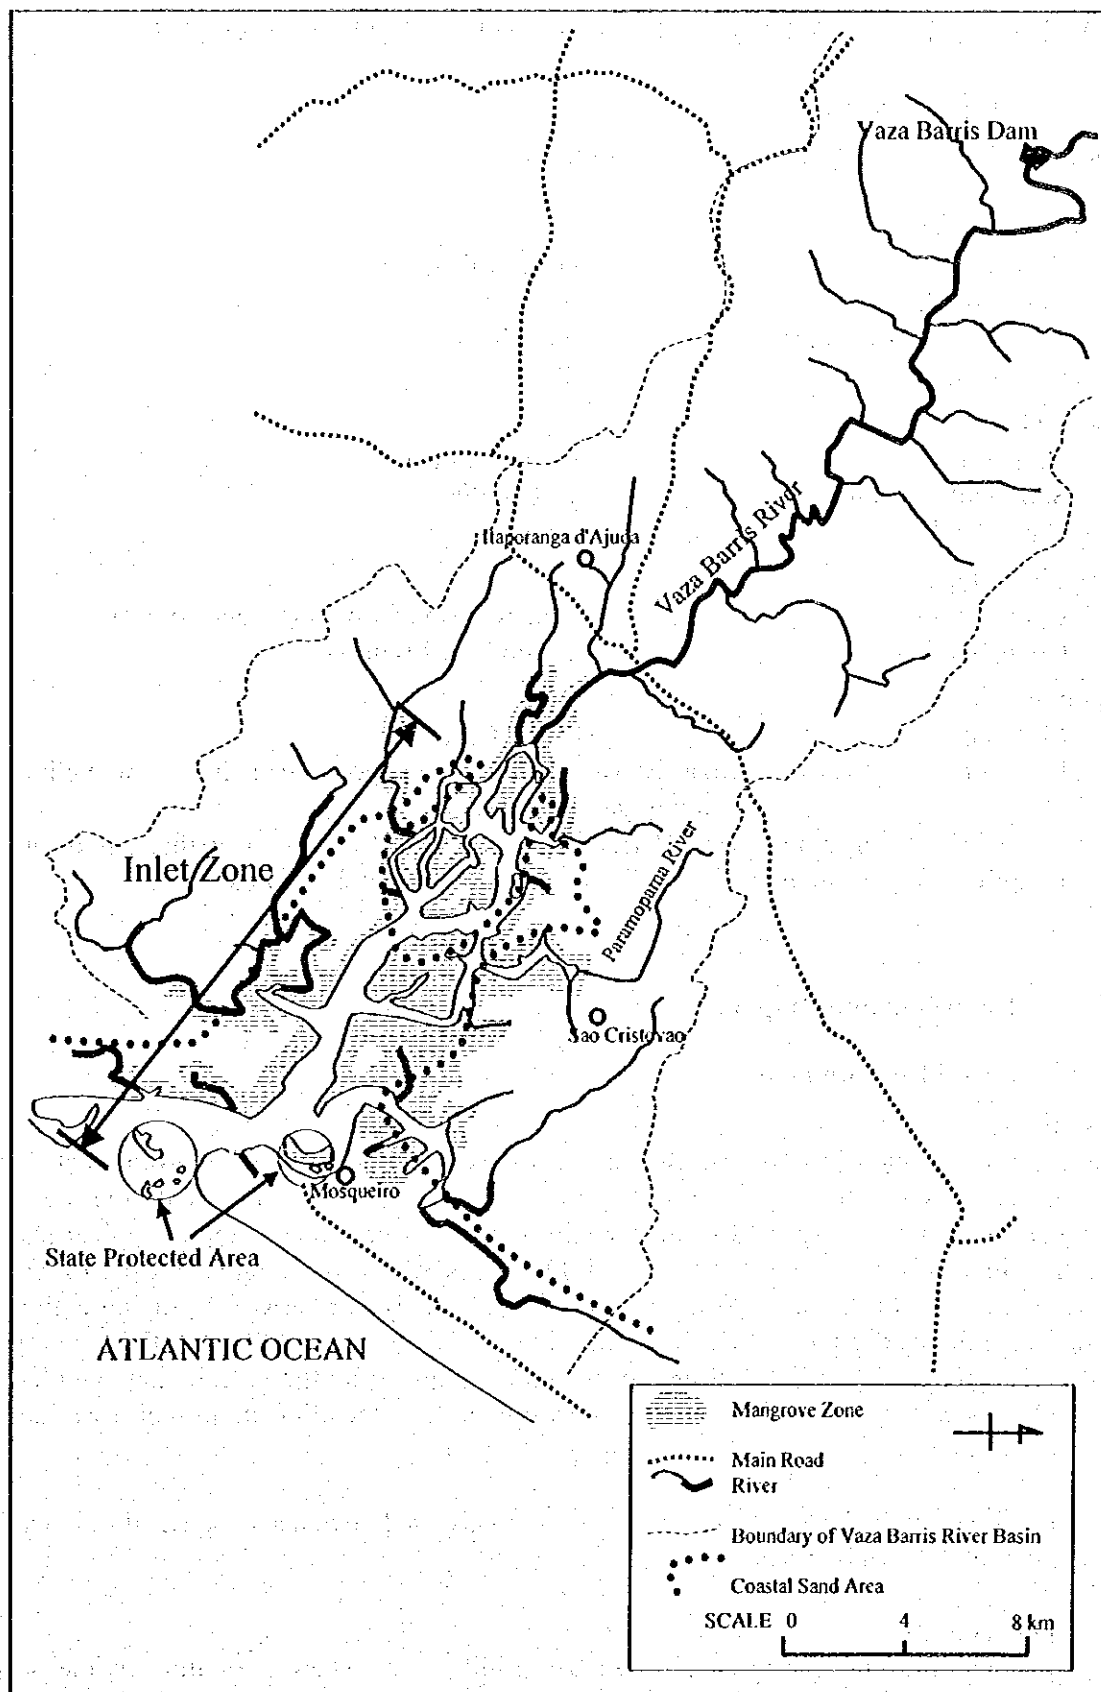 Vaza Barris Dam
Itaporanga d'Ajuda
Vaza Barris River
Inlet Zone
Paramopama River
Sao Cristovao
Mosqueiro
State Protected Area
ATLANTIC OCEAN
Mangrove Zone
Main Road
River
Boundary of Vaza Barris River Basin
Coastal Sand Area
SCALE 0 4 8 km